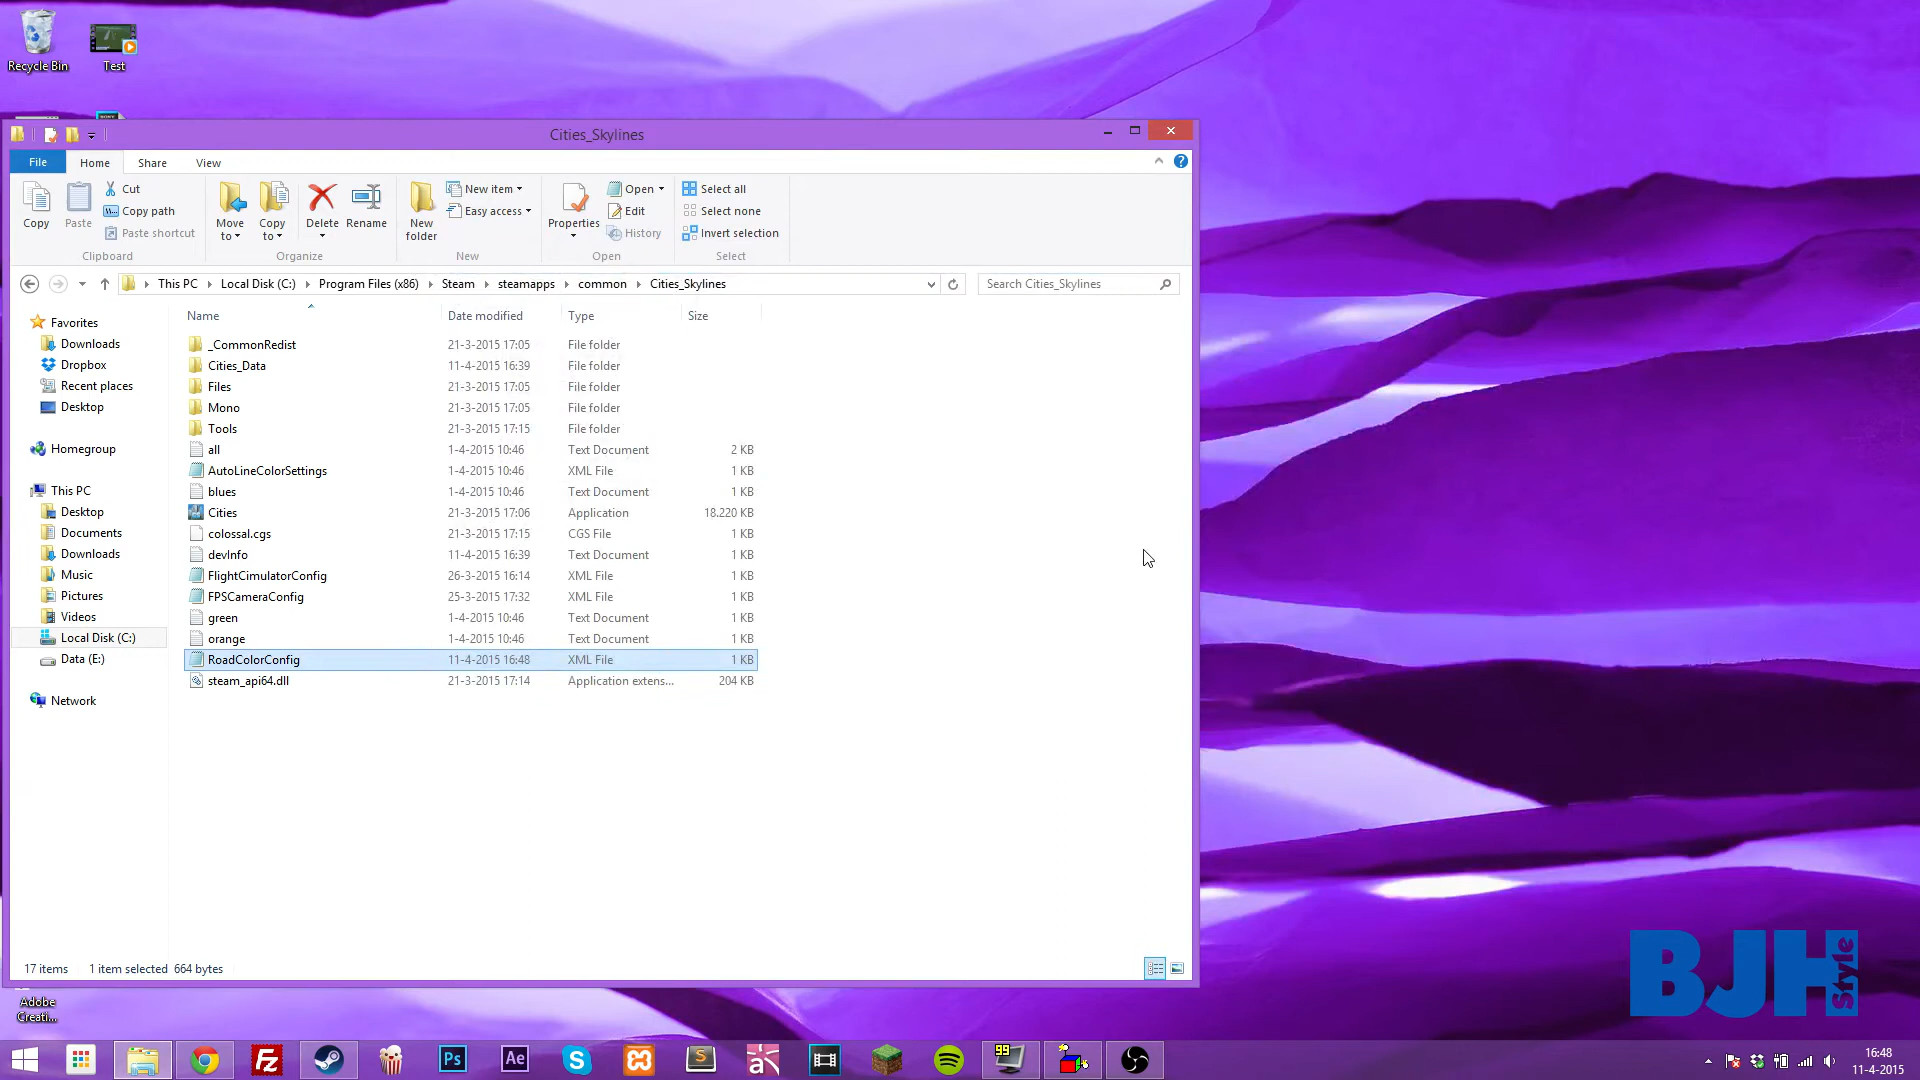 Recycle Bin
Test
Cities_Skylines
File
Home
Share
View
Copy
Paste
Cut
Copy path
Paste shortcut
Clipboard
Move to
Copy to
Delete
Rename
Organize
New folder
New item
Easy access
New
Properties
Open
Edit
History
Open
Select all
Select none
Invert selection
Select
This PC
Local Disk (C:)
Program Files (x86)
Steam
steamapps
common
Cities_Skylines
Search Cities_Skylines
Name Date modified Type Size
_CommonRedist 21-3-2015 17:05 File folder
Cities_Data 11-4-2015 16:39 File folder
Files 21-3-2015 17:05 File folder
Mono 21-3-2015 17:05 File folder
Tools 21-3-2015 17:15 File folder
all 1-4-2015 10:46 Text Document 2 KB
AutoLineColorSettings 1-4-2015 10:46 XML File 1 KB
blues 1-4-2015 10:46 Text Document 1 KB
Cities 21-3-2015 17:06 Application 18.220 KB
colossal.cgs 21-3-2015 17:15 CGS File 1 KB
devInfo 11-4-2015 16:39 Text Document 1 KB
FlightCimulatorConfig 26-3-2015 16:14 XML File 1 KB
FPSCameraConfig 25-3-2015 17:32 XML File 1 KB
green 1-4-2015 10:46 Text Document 1 KB
orange 1-4-2015 10:46 Text Document 1 KB
RoadColorConfig 11-4-2015 16:48 XML File 1 KB
steam_api64.dll 21-3-2015 17:14 Application extens... 204 KB
Favorites
Downloads
Dropbox
Recent places
Desktop
Homegroup
This PC
Desktop
Documents
Downloads
Music
Pictures
Videos
Local Disk (C:)
Data (E:)
Network
17 items 1 item selected 664 bytes
Adobe
Creati...
BJH
Style
Ps
Ae
99
16:48
11-4-2015